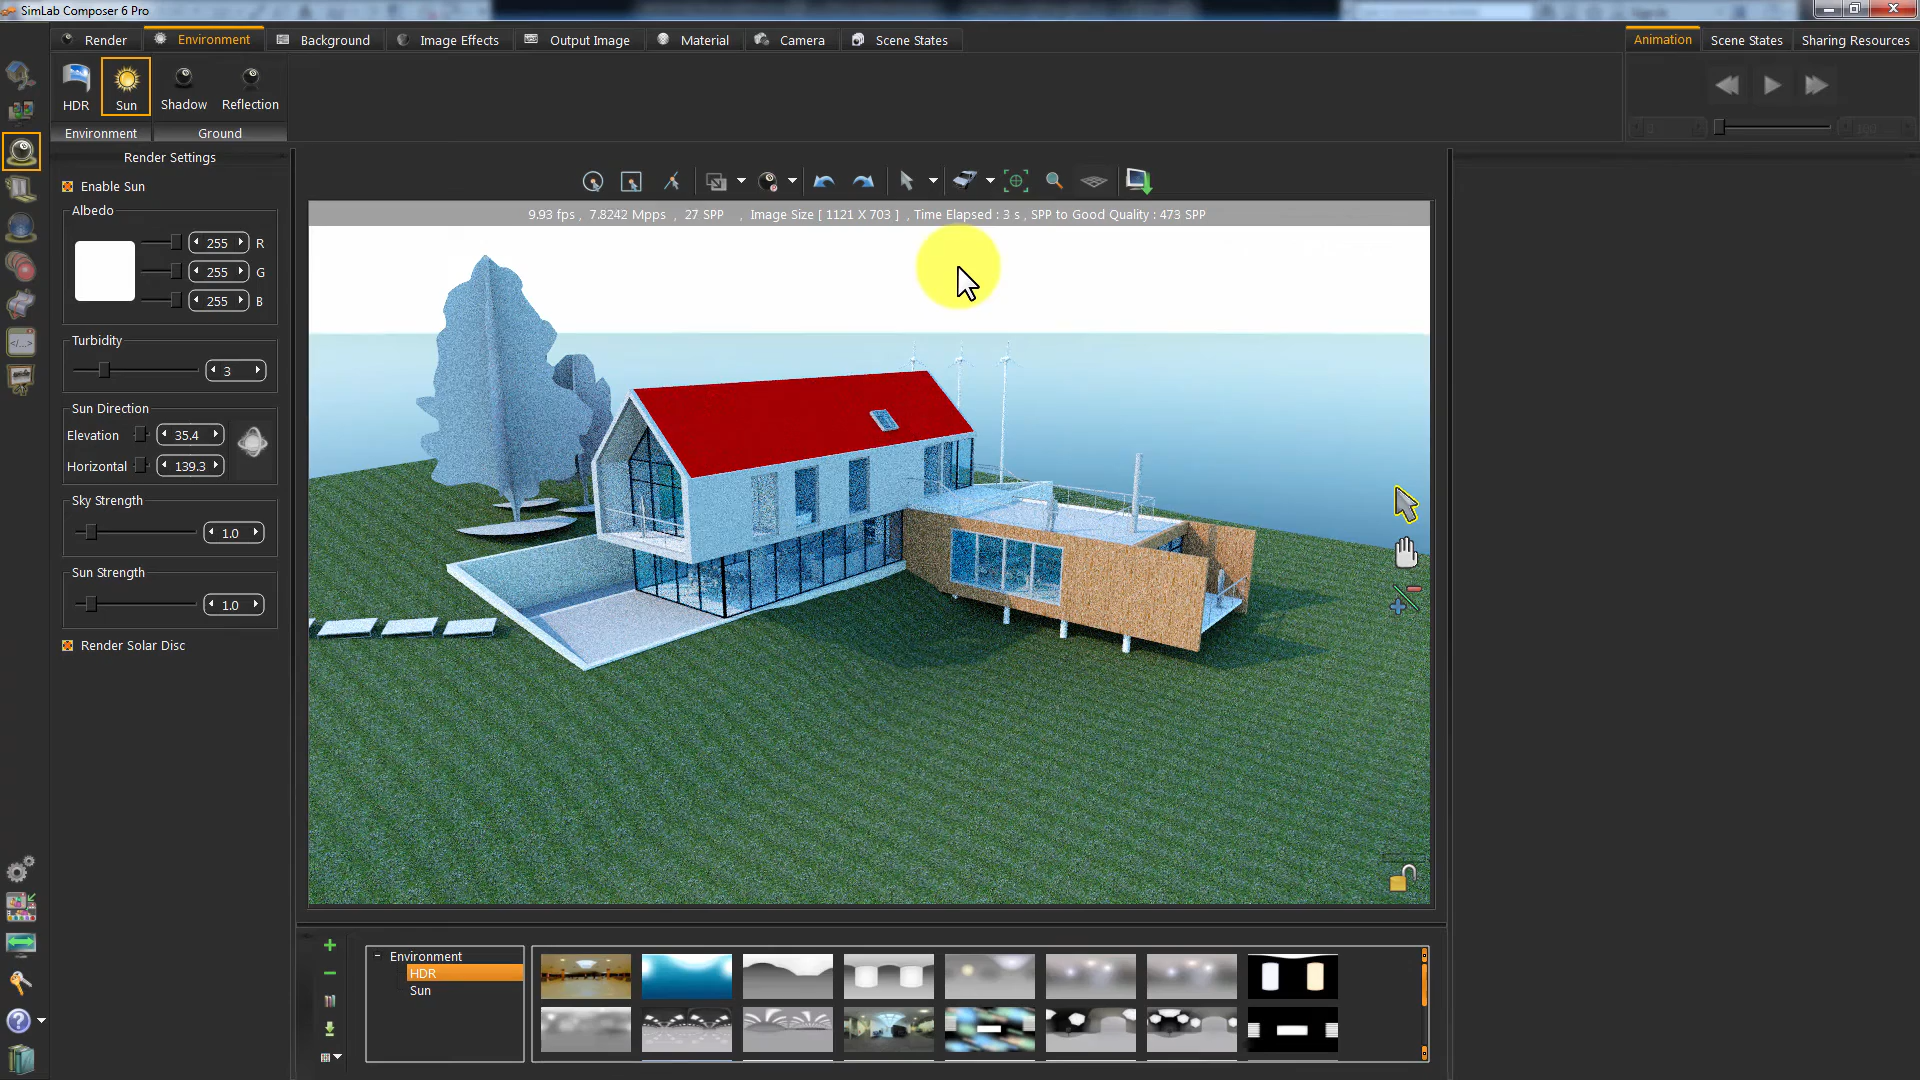 SimLab Composer 6 Pro
Render Environment Background Image Effects Output Image Material Camera Scene States
Animation Scene States Sharing Resources
HDR Sun Shadow Reflection
Environment Ground
Render Settings
Enable Sun
Albedo
255 R
255 G
255 B
Turbidity
3
Sun Direction
Elevation 35.4
Horizontal 139.3
Sky Strength
1.0
Sun Strength
1.0
Render Solar Disc
9.93 fps , 7.8242 Mpps , 27 SPP , Image Size [ 1121 X 703 ] , Time Elapsed : 3 s , SPP to Good Quality : 473 SPP
Environment
HDR
Sun